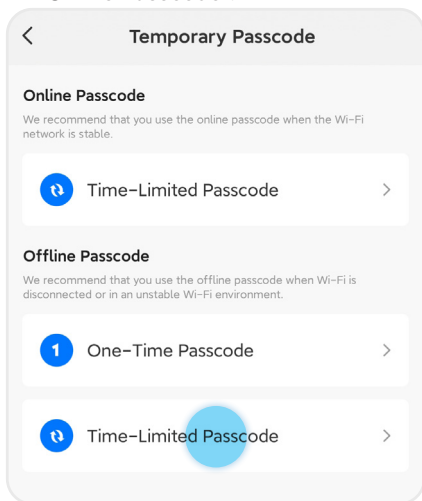 Temporary Passcode
Online Passcode
We recommend that you use the online passcode when the Wi-Fi
network is stable.
Time-Limited Passcode
Offline Passcode
We recommend that you use the offline passcode when Wi-Fi is
disconnected or in an unstable Wi-Fi environment.
1 One-Time Passcode
Time-Limited Passcode